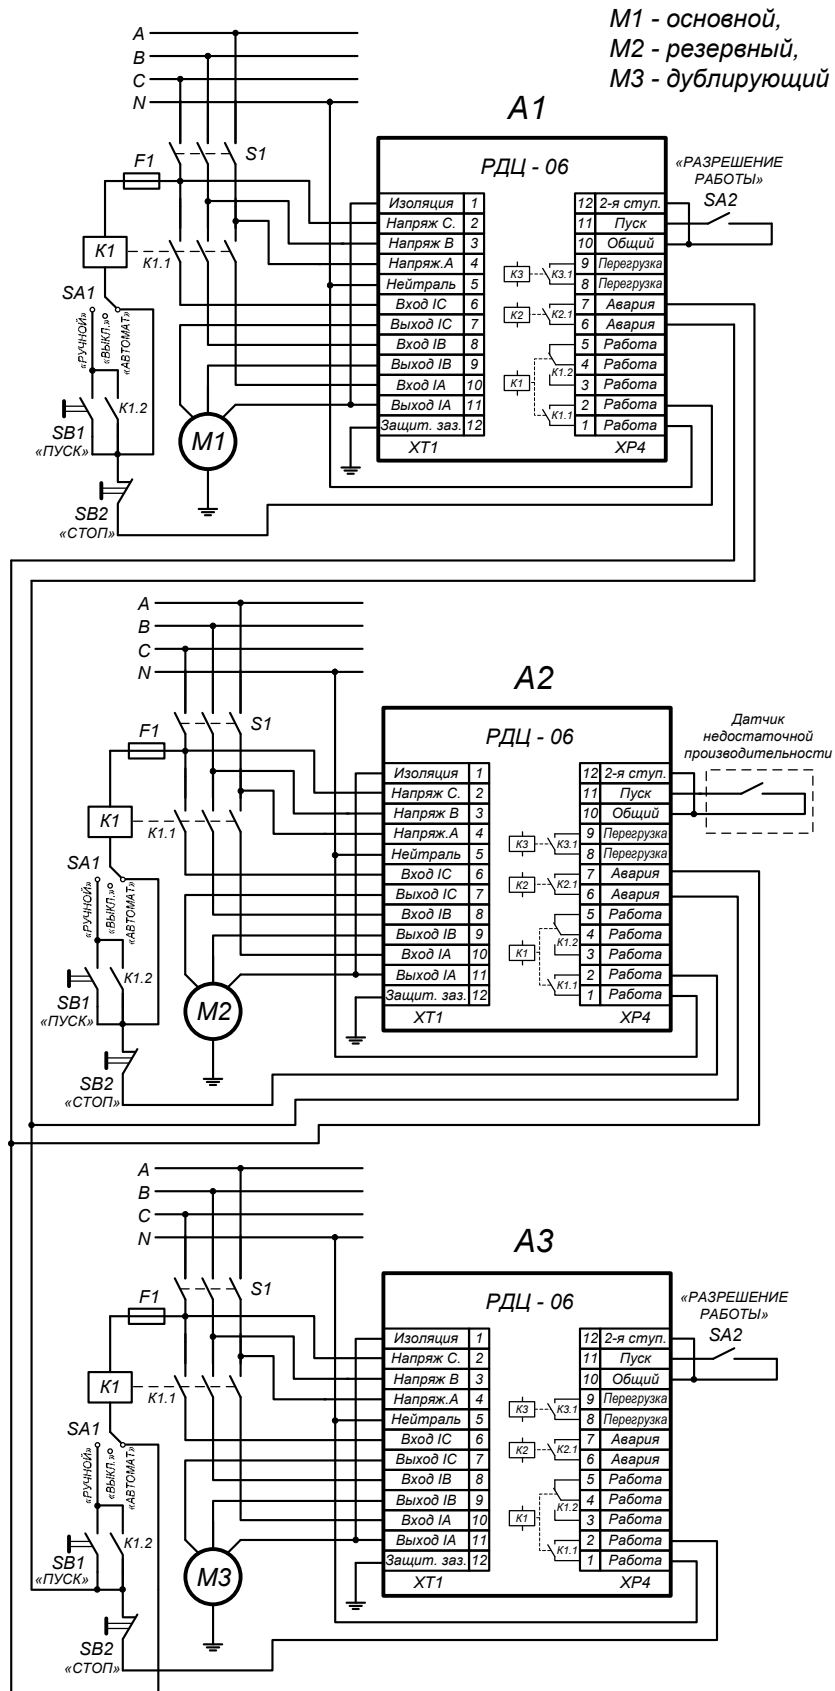 М1 - основной,
М2 - резервный,
М3 - дублирующий
A
B
C
N
А1
F1
S1
РДЦ - 06
«РАЗРЕШЕНИЕ
РАБОТЫ»
SA2
K1
K1.1
SA1
«РУЧНОЙ»
«ВЫКЛ.»
«АВТОМАТ»
K1.2
SB1
«ПУСК»
SB2
«СТОП»
M1
Изоляция 1
Напряж С. 2
Напряж В 3
Напряж.А 4
Нейтраль 5
Вход IC 6
Выход IC 7
Вход IB 8
Выход IB 9
Вход IA 10
Выход IA 11
Защит. заз. 12
XT1
K3 K3.1
K2 K2.1
K1 K1.2
K1.1
12 2-я ступ.
11 Пуск
10 Общий
9 Перегрузка
8 Перегрузка
7 Авария
6 Авария
5 Работа
4 Работа
3 Работа
2 Работа
1 Работа
XP4
A
B
C
N
А2
F1
S1
РДЦ - 06
Датчик
недостаточной
производительности
K1
K1.1
SA1
«РУЧНОЙ»
«ВЫКЛ.»
«АВТОМАТ»
K1.2
SB1
«ПУСК»
SB2
«СТОП»
M2
Изоляция 1
Напряж С. 2
Напряж В 3
Напряж.А 4
Нейтраль 5
Вход IC 6
Выход IC 7
Вход IB 8
Выход IB 9
Вход IA 10
Выход IA 11
Защит. заз. 12
XT1
K3 K3.1
K2 K2.1
K1 K1.2
K1.1
12 2-я ступ.
11 Пуск
10 Общий
9 Перегрузка
8 Перегрузка
7 Авария
6 Авария
5 Работа
4 Работа
3 Работа
2 Работа
1 Работа
XP4
A
B
C
N
А3
F1
S1
РДЦ - 06
«РАЗРЕШЕНИЕ
РАБОТЫ»
SA2
K1
K1.1
SA1
«РУЧНОЙ»
«ВЫКЛ.»
«АВТОМАТ»
K1.2
SB1
«ПУСК»
SB2
«СТОП»
M3
Изоляция 1
Напряж С. 2
Напряж В 3
Напряж.А 4
Нейтраль 5
Вход IC 6
Выход IC 7
Вход IB 8
Выход IB 9
Вход IA 10
Выход IA 11
Защит. заз. 12
XT1
K3 K3.1
K2 K2.1
K1 K1.2
K1.1
12 2-я ступ.
11 Пуск
10 Общий
9 Перегрузка
8 Перегрузка
7 Авария
6 Авария
5 Работа
4 Работа
3 Работа
2 Работа
1 Работа
XP4